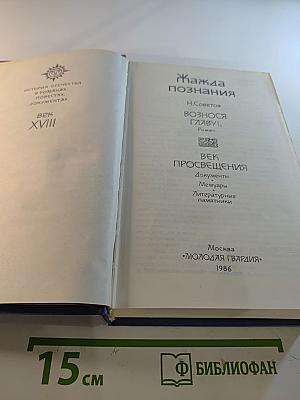 ИСТОРИЯ ОТЕЧЕСТВА
В РОМАНАХ,
ПОВЕСТЯХ,
ДОКУМЕНТАХ
ВЕК
XVIII
Жажда
познания
Н.Советов
ВОЗНОСЯ
ГЛАВУ!..
Роман
ВЕК
ПРОСВЕЩЕНИЯ
Документы
Мемуары
Литературные
памятники
Москва
«МОЛОДАЯ ГВАРДИЯ»
1986
15 см
БИБЛИОФАН